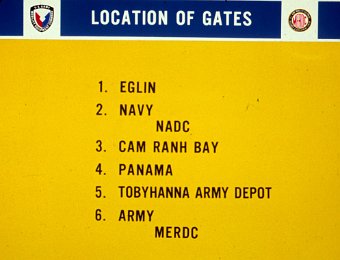 LOCATION OF GATES
1. EGLIN
2. NAVY
NADC
3. CAM RANH BAY
4. PANAMA
5. TOBYHANNA ARMY DEPOT
6. ARMY
MERDC